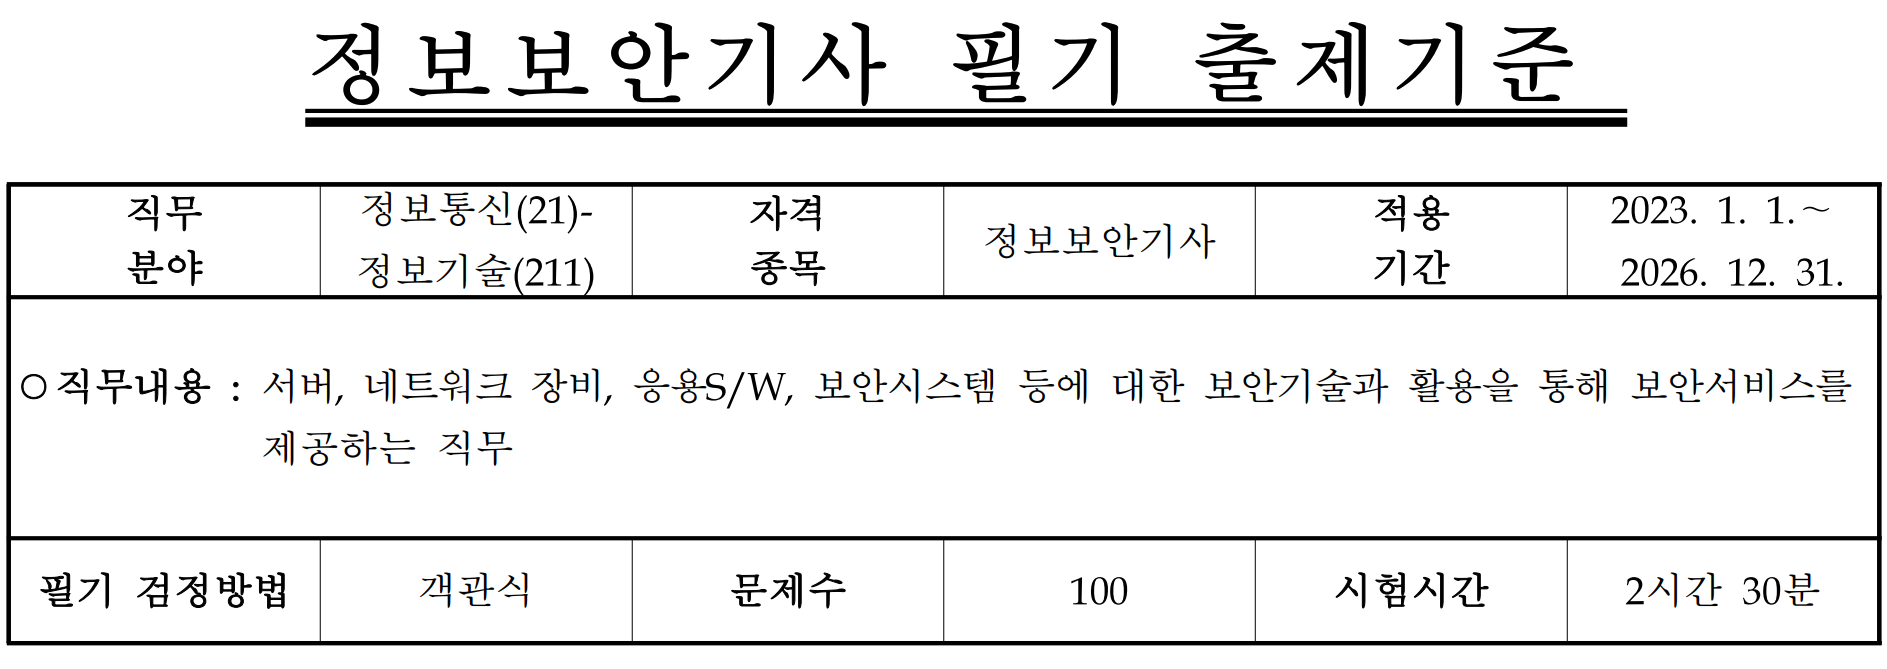 정보보안기사 필기 출제기준
직무 분야 정보통신(21)-정보기술(211) 자격 종목 정보보안기사 적용 기간 2023. 1. 1.~ 2026. 12. 31.
○ 직무내용 : 서버, 네트워크 장비, 응용S/W, 보안시스템 등에 대한 보안기술과 활용을 통해 보안서비스를
제공하는 직무
필기 검정방법 객관식 문제수 100 시험시간 2시간 30분